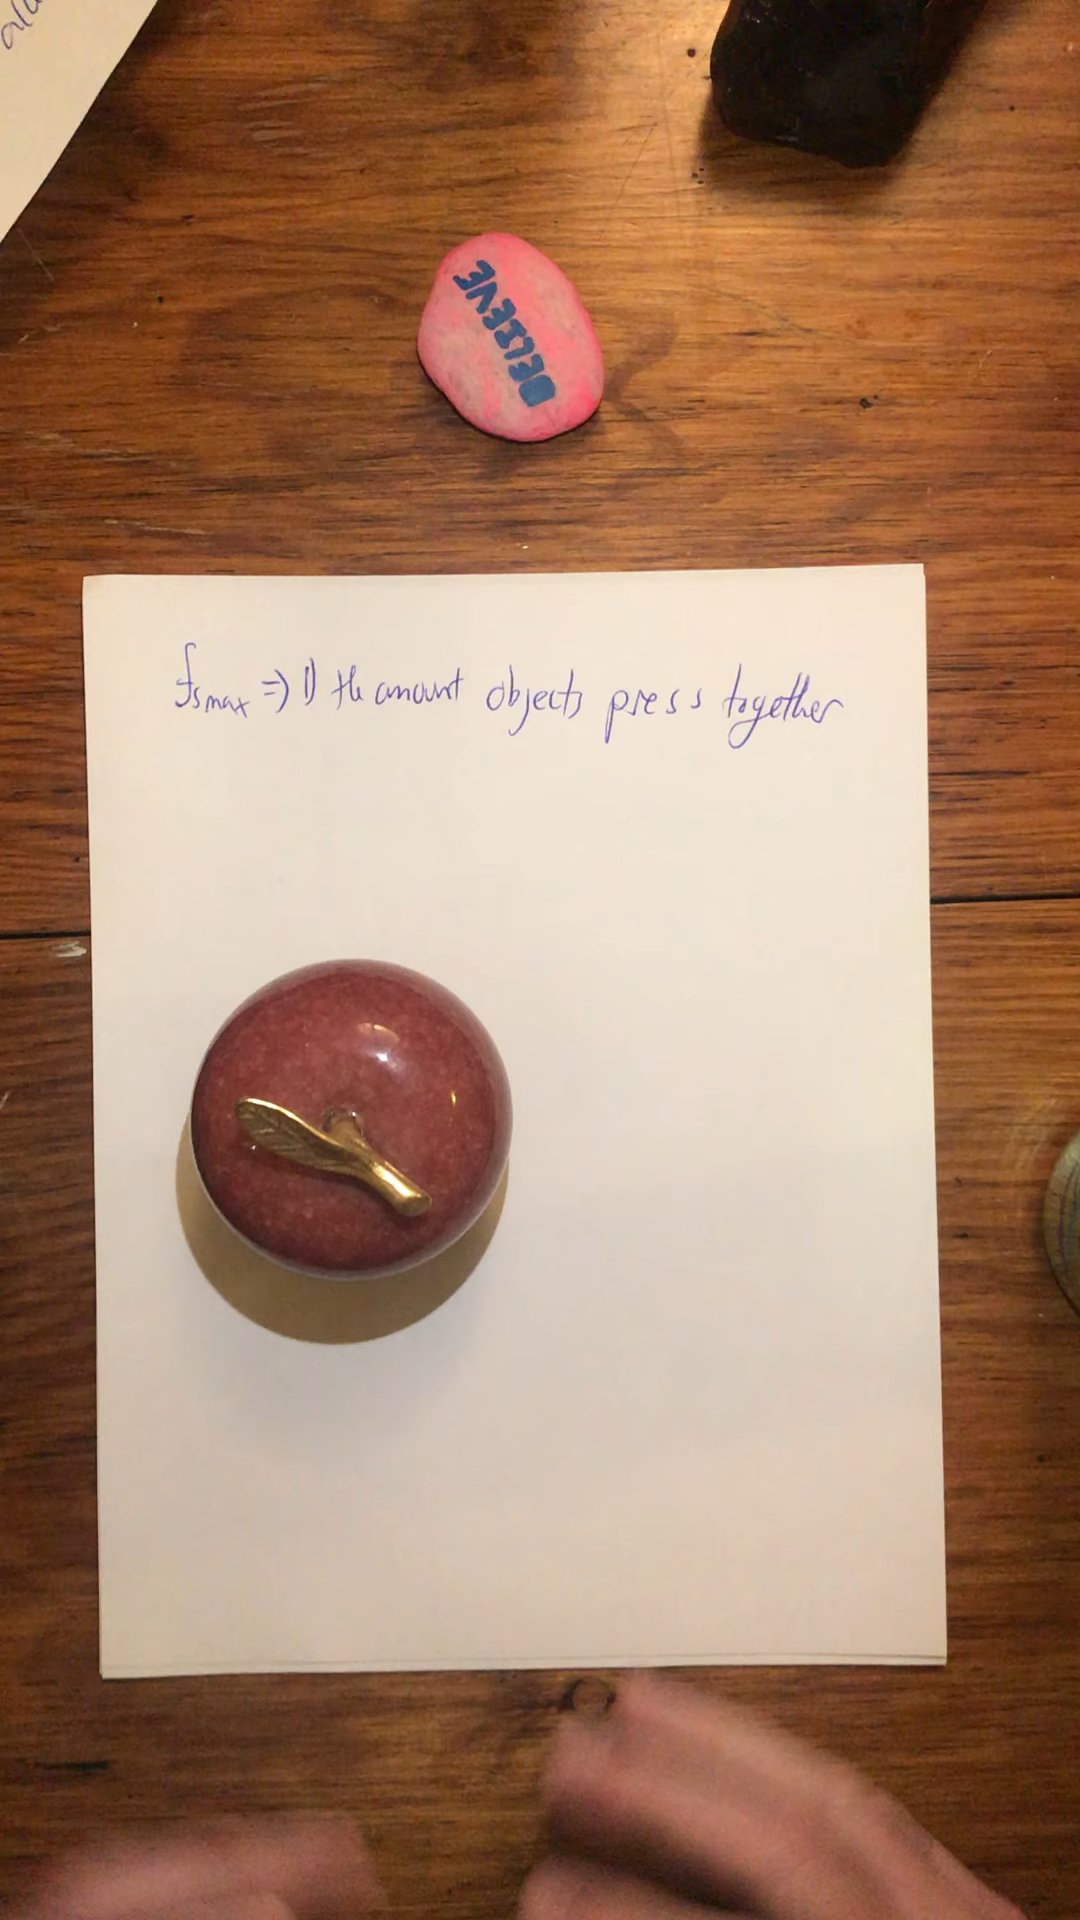 BELIEVE
fsmax => 1) the amount objects press together